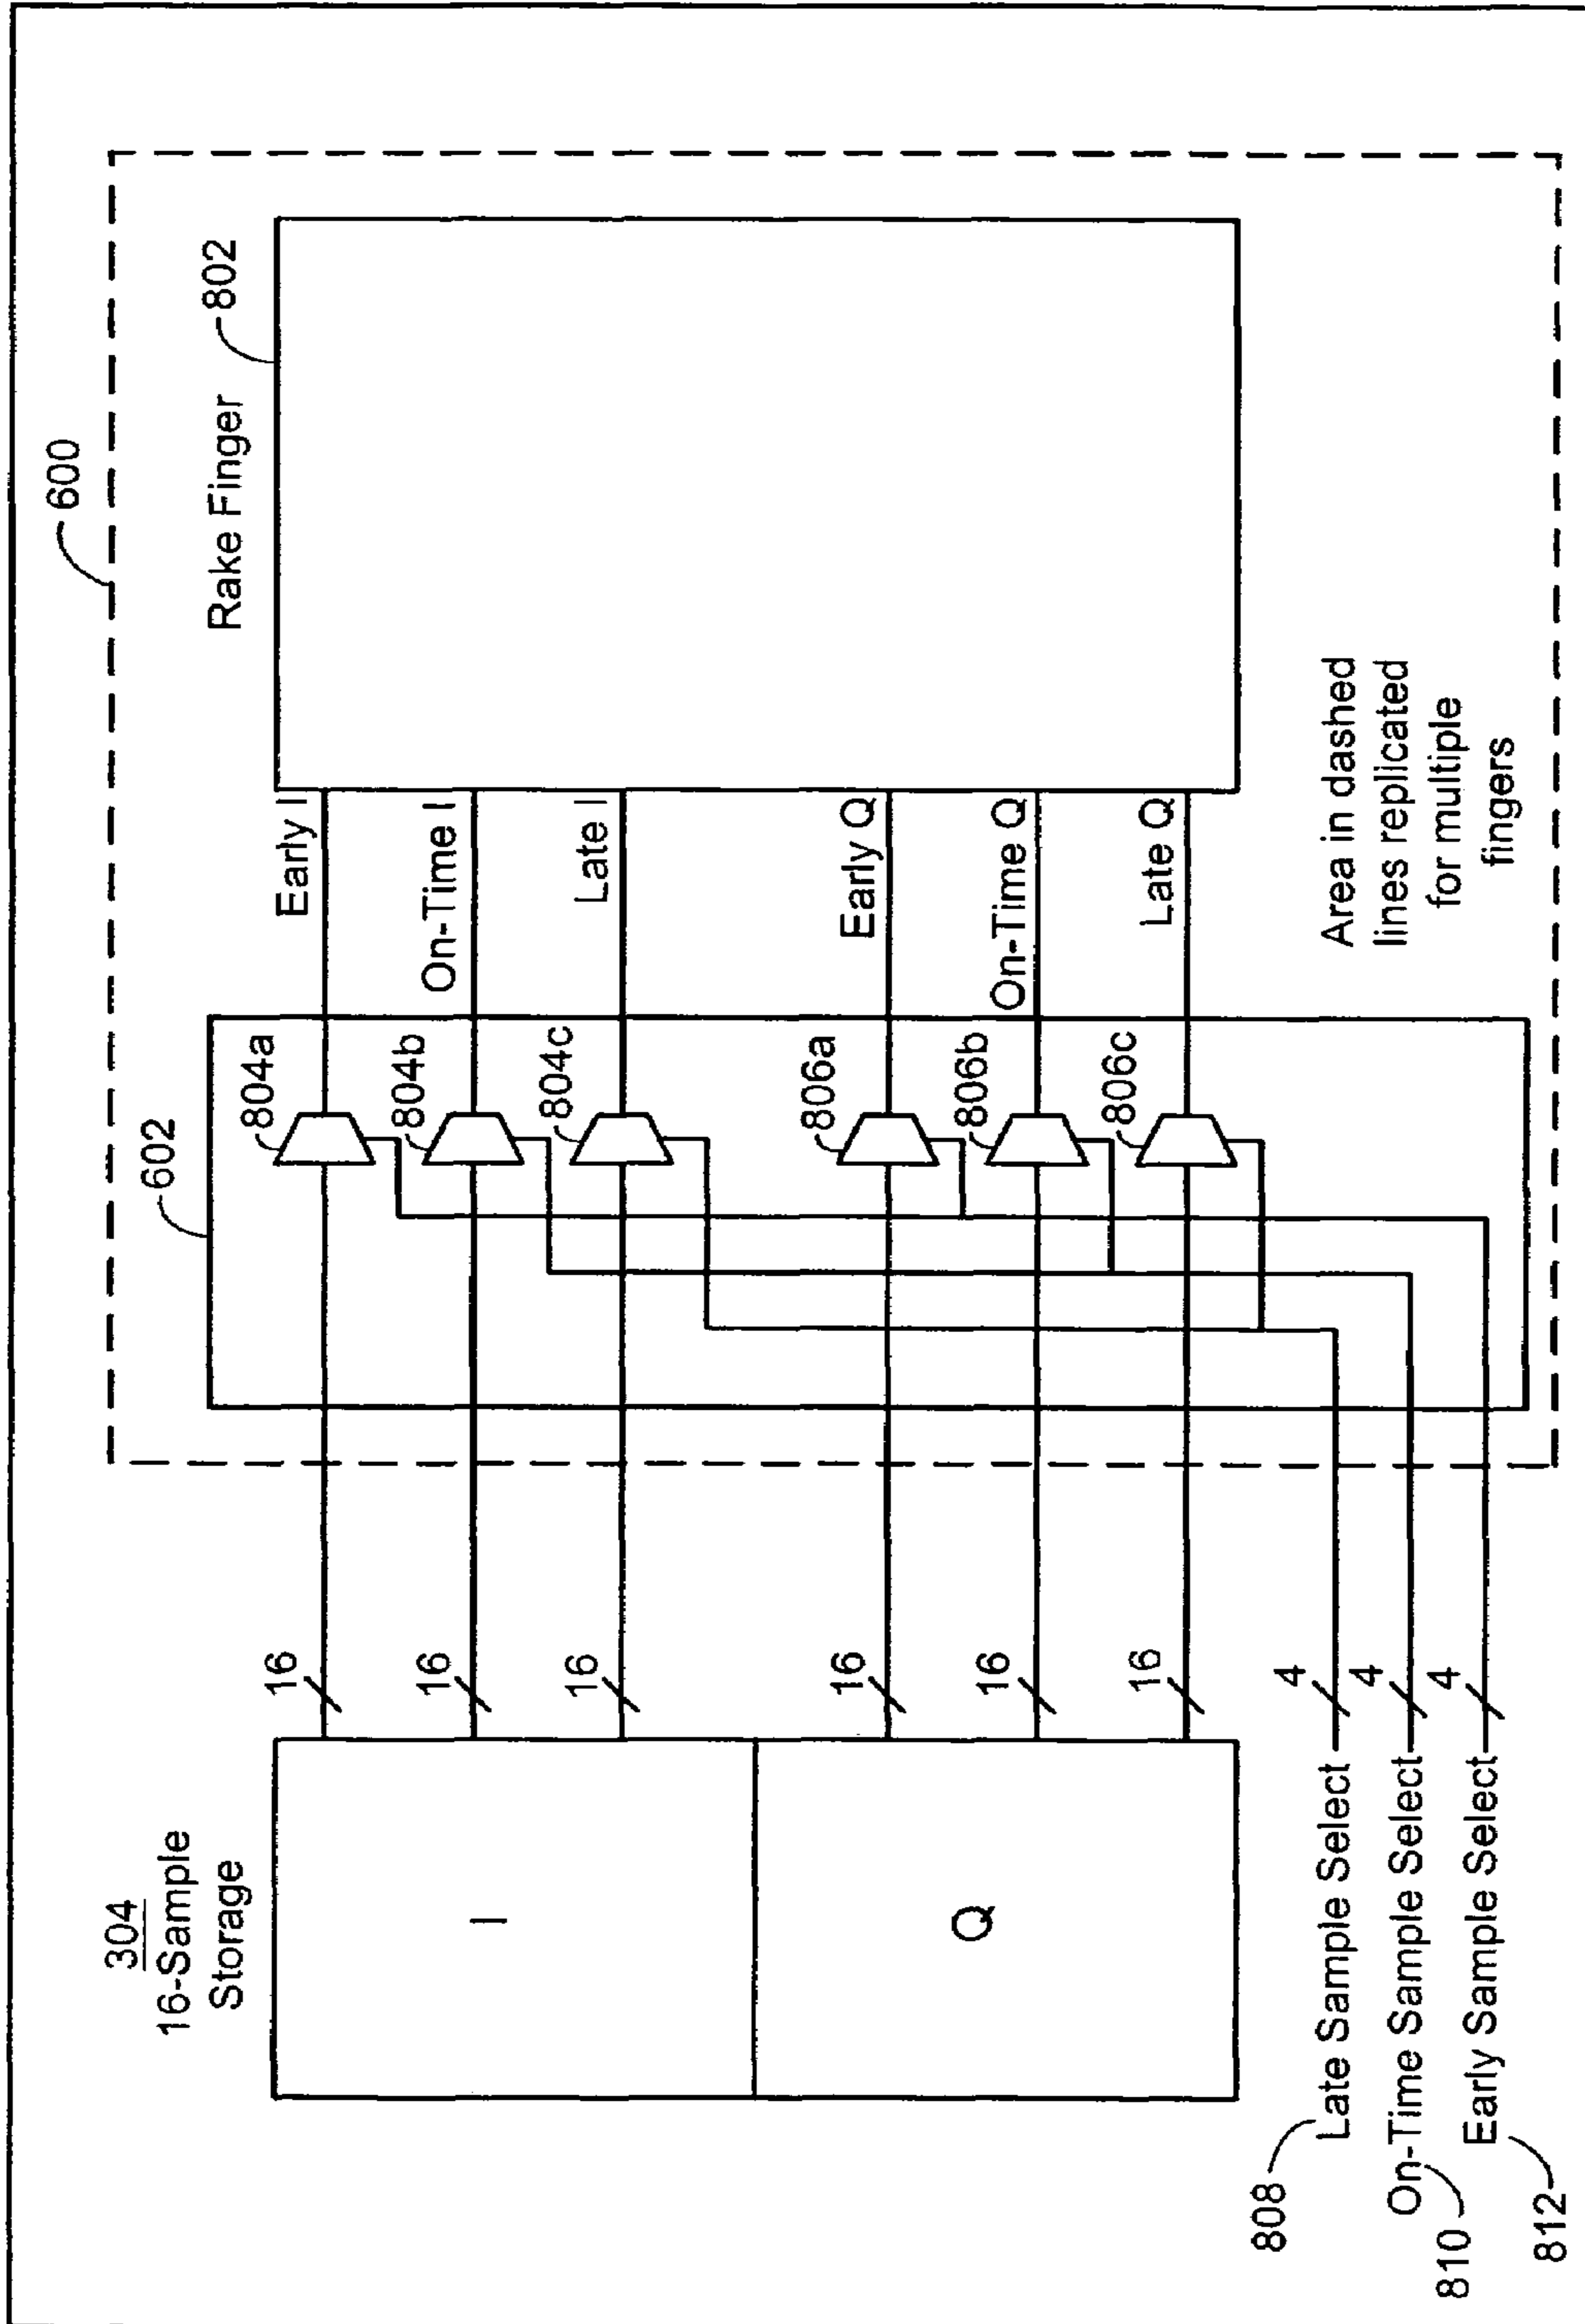 600
304
16-Sample
Storage
I
Q
16
16
16
16
16
16
602
804a
804b
804c
806a
806b
806c
Early I
On-Time I
Late I
Early Q
On-Time Q
Late Q
Rake Finger
802
Area in dashed
lines replicated
for multiple
fingers
808
Late Sample Select
4
810
On-Time Sample Select
4
812
Early Sample Select
4